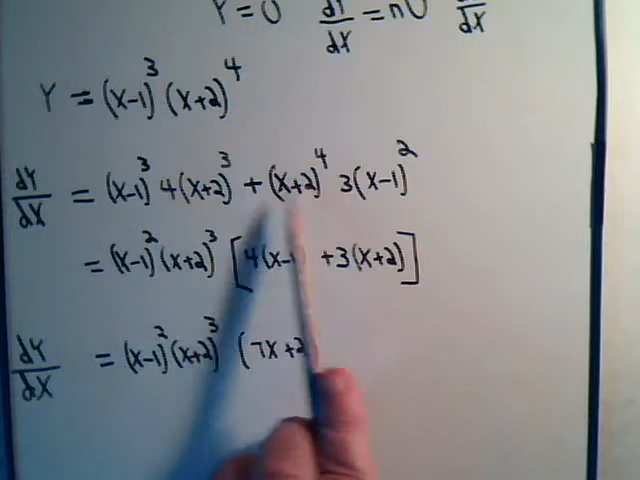 Y = U dY/dX = nU d/dX
Y = (X-1)³ (X+2)⁴
dY/dX = (X-1)³ 4(X+2)³ + (X+2)⁴ 3(X-1)²
= (X-1)² (X+2)³ [4(X-1 +3(X+2)]
dY/dX = (X-1)² (X+2)³ (7X+2